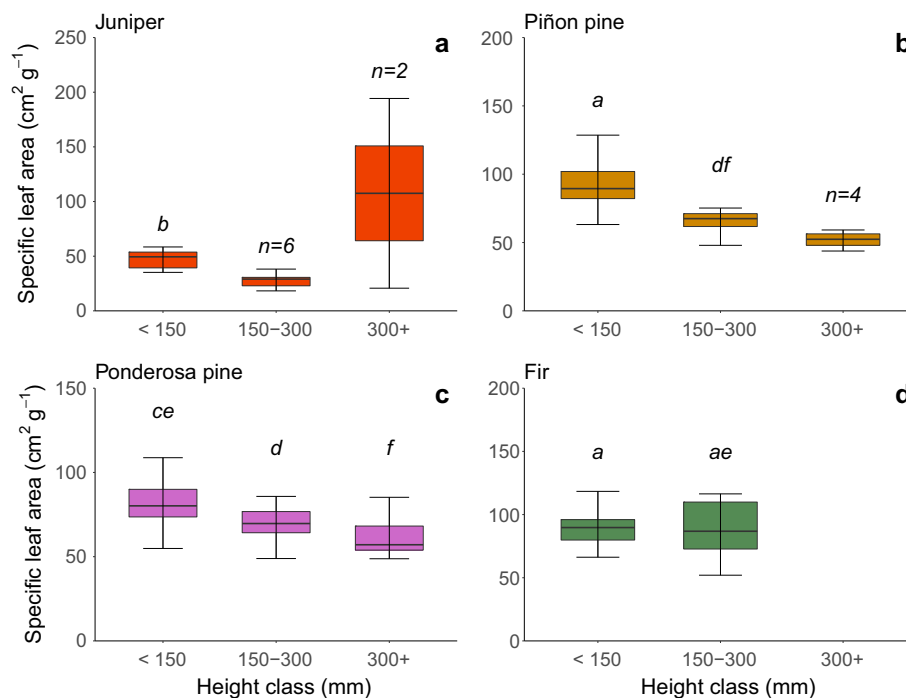 Juniper
a
Specific leaf area (cm² g⁻¹)
250
200
150
100
50
0
b
n=6
n=2
< 150
150−300
300+
Piñon pine
b
200
150
100
50
0
a
df
n=4
< 150
150−300
300+
Ponderosa pine
c
Specific leaf area (cm² g⁻¹)
150
100
50
0
ce
d
f
< 150
150−300
300+
Height class (mm)
Fir
d
200
150
100
50
0
a
ae
< 150
150−300
300+
Height class (mm)